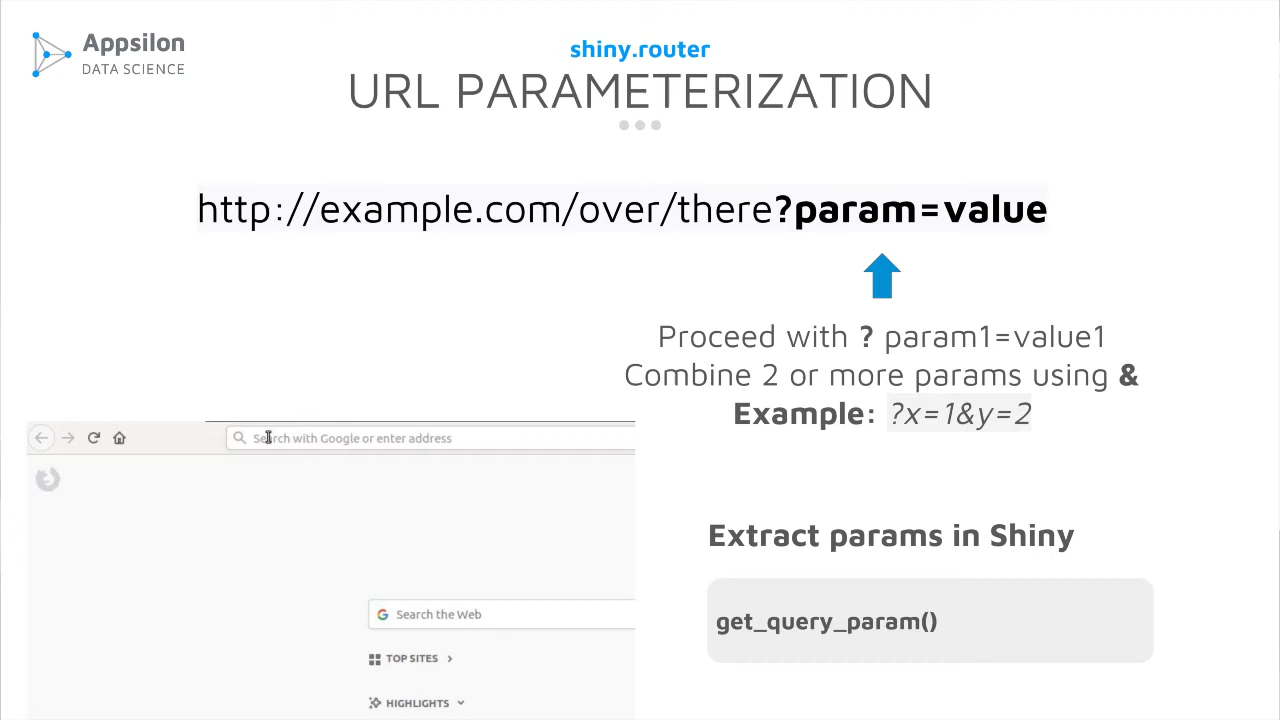 Appsilon
DATA SCIENCE
shiny.router
URL PARAMETERIZATION
http://example.com/over/there?param=value
Proceed with ? param1=value1
Combine 2 or more params using &
Example: ?x=1&y=2
Search with Google or enter address
Search the Web
TOP SITES
HIGHLIGHTS
Extract params in Shiny
get_query_param()